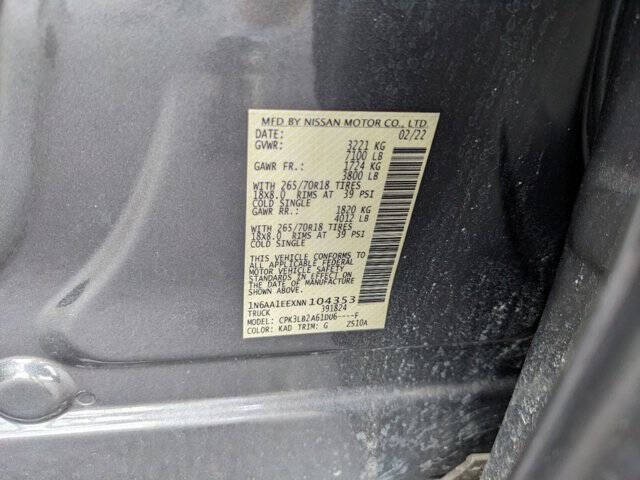 MFD BY NISSAN MOTOR CO., LTD.
DATE: 02/22
GVWR: 3221 KG
7100 LB
GAWR FR.: 1724 KG
3800 LB
WITH 265/70R18 TIRES
18x8.0 RIMS AT 39 PSI
COLD SINGLE
GAWR RR.: 1820 KG
4012 LB
WITH 265/70R18 TIRES
18x8.0 RIMS AT 39 PSI
COLD SINGLE
THIS VEHICLE CONFORMS TO
ALL APPLICABLE FEDERAL
MOTOR VEHICLE SAFETY
STANDARDS IN EFFECT ON
THE DATE OF MANUFACTURE
SHOWN ABOVE.
1N6AA1EEXNN104353
TRUCK 391824
MODEL: CPK3LB2A61DU6----F
COLOR: KAD TRIM: G ZS10A